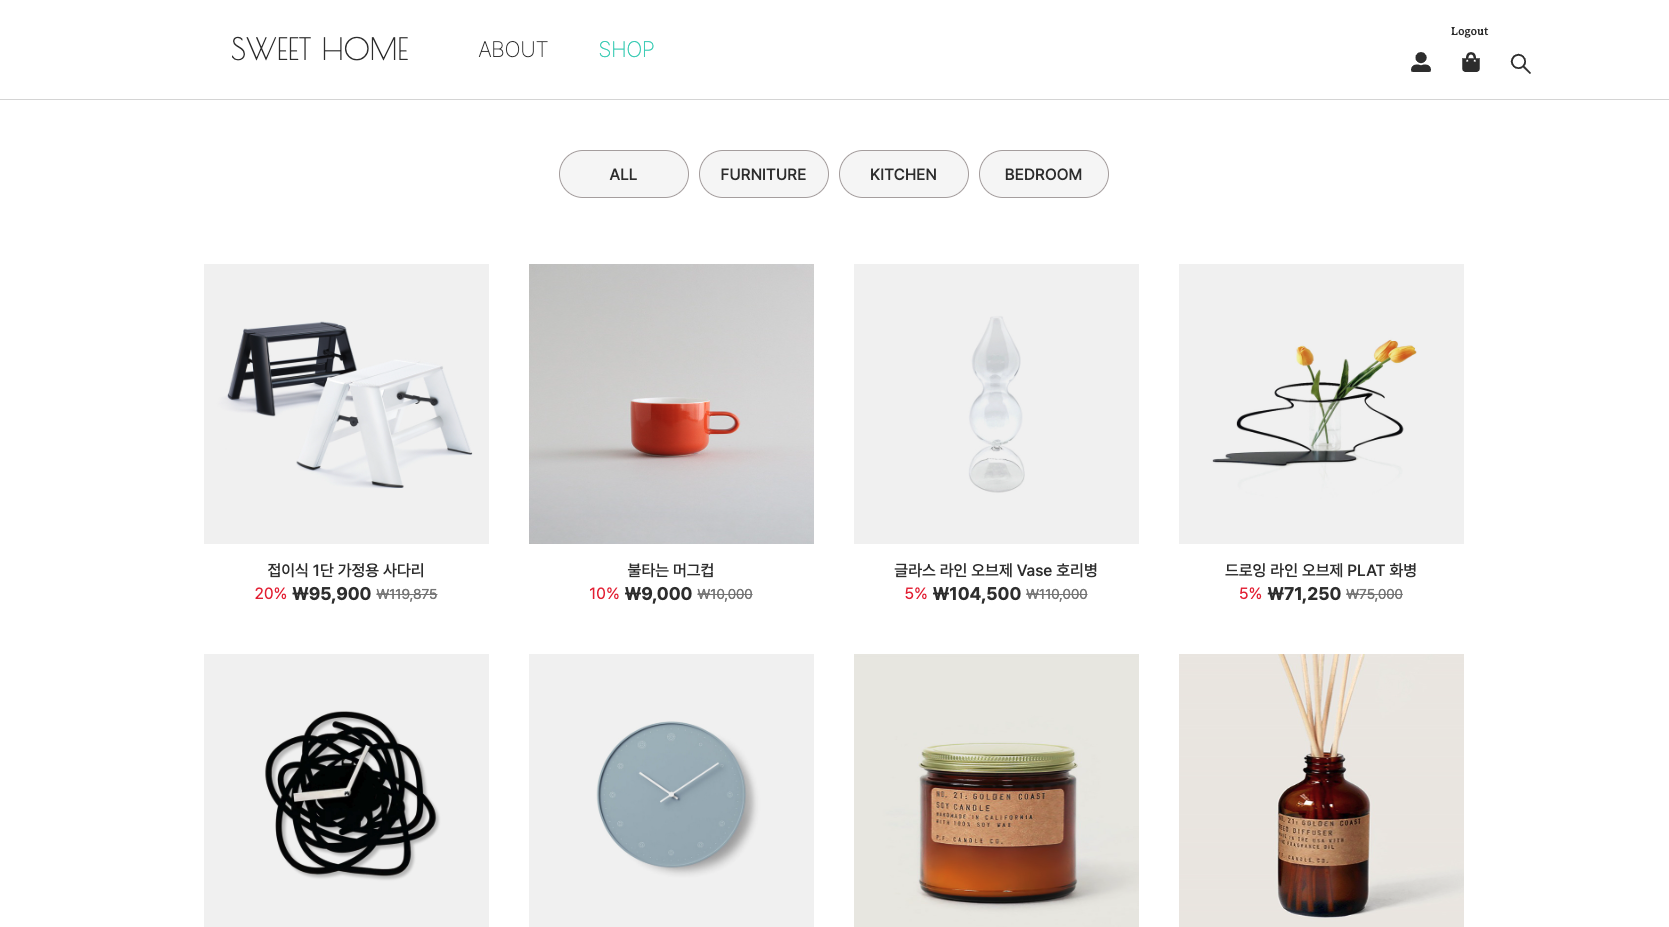 Logout
SWEET HOME ABOUT SHOP
ALL FURNITURE KITCHEN BEDROOM
접이식 1단 가정용 사다리
20% ₩95,900 ₩119,875
불타는 머그컵
10% ₩9,000 ₩10,000
글라스 라인 오브제 Vase 호리병
5% ₩104,500 ₩110,000
드로잉 라인 오브제 PLAT 화병
5% ₩71,250 ₩75,000
NO. 21: GOLDEN COAST
SOY CANDLE
HANDMADE IN CALIFORNIA
WITH 100% SOY WAX
P.F. CANDLE CO.
NO. 21: GOLDEN COAST
REED DIFFUSER
CANDLE CO.